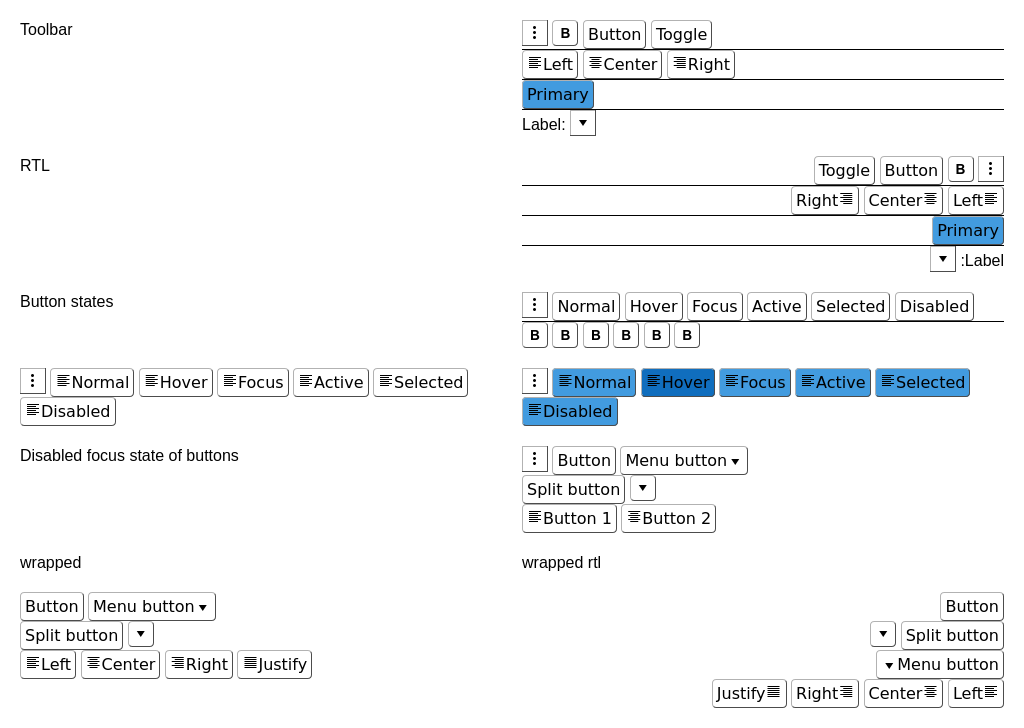 Toolbar
B Button Toggle
Left Center Right
Primary
Label:
RTL
Toggle Button B
Right Center Left
Primary
:Label
Button states
Normal Hover Focus Active Selected Disabled
B B B B B B
Normal Hover Focus Active Selected
Disabled
Normal Hover Focus Active Selected
Disabled
Disabled focus state of buttons
Button Menu button
Split button
Button 1 Button 2
wrapped
Button Menu button
Split button
Left Center Right Justify
wrapped rtl
Button
Split button
Menu button
Justify Right Center Left